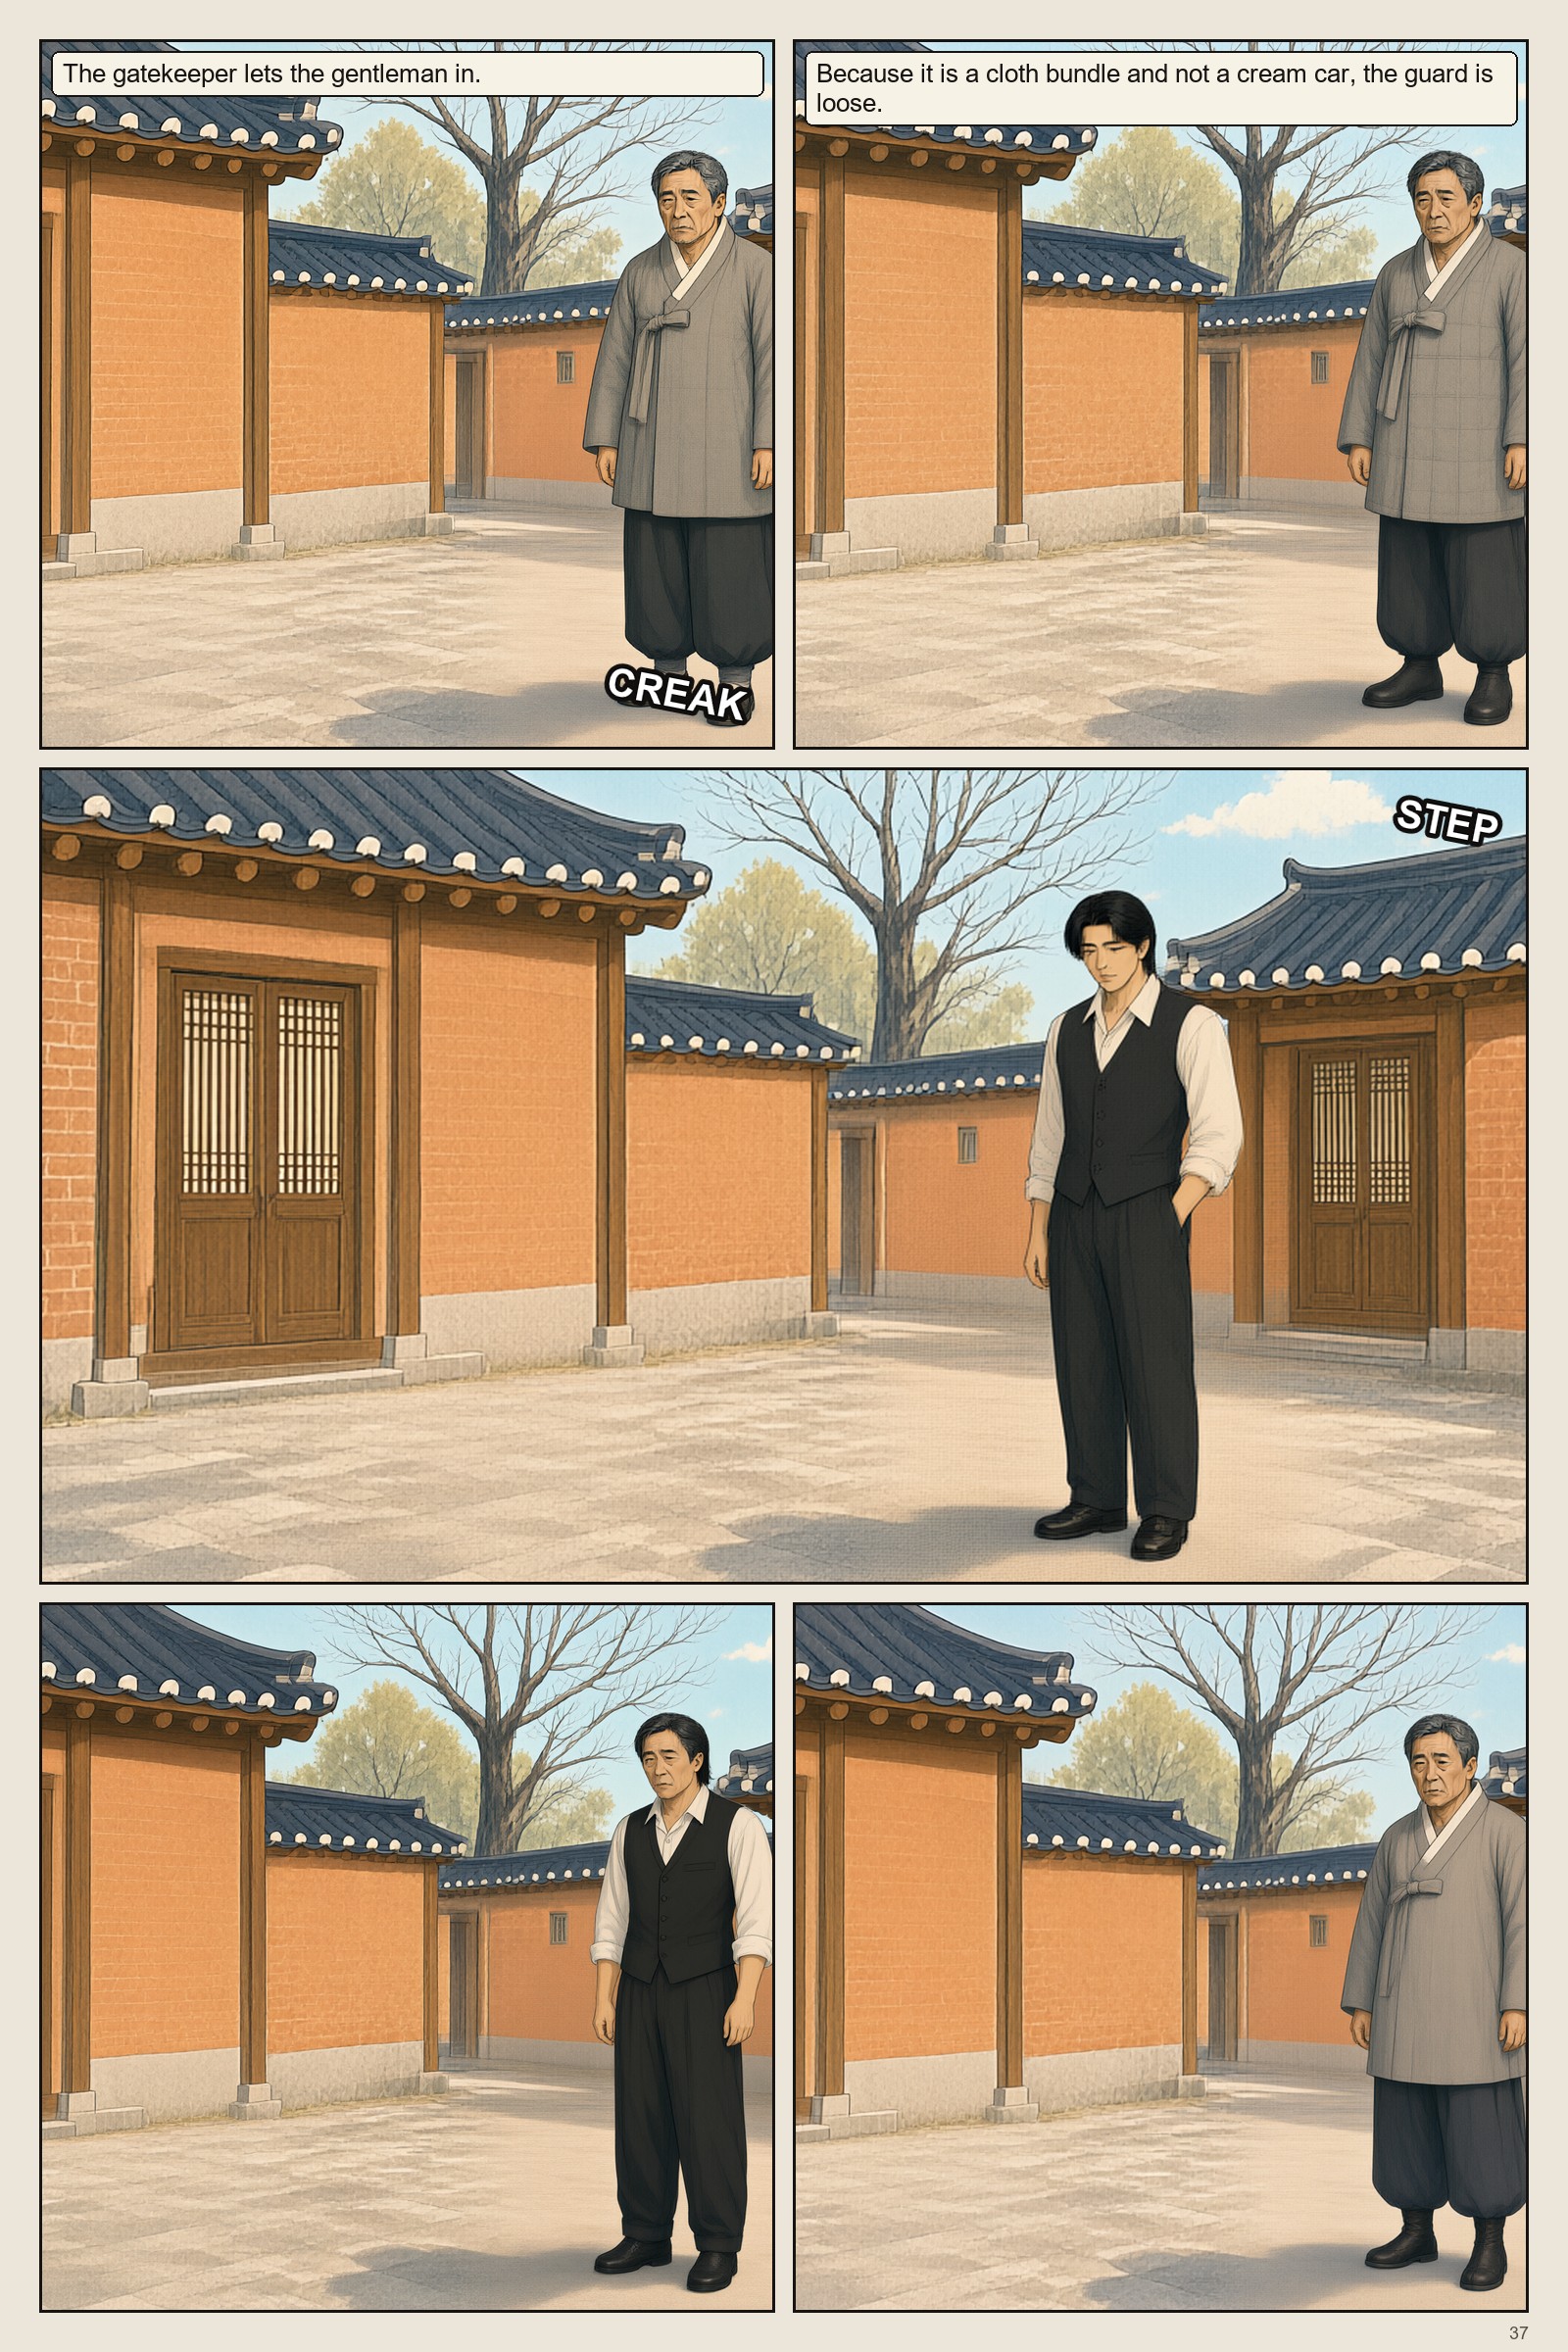 The gatekeeper lets the gentleman in.
Because it is a cloth bundle and not a cream car, the guard is
loose.
CREAK
STEP
37